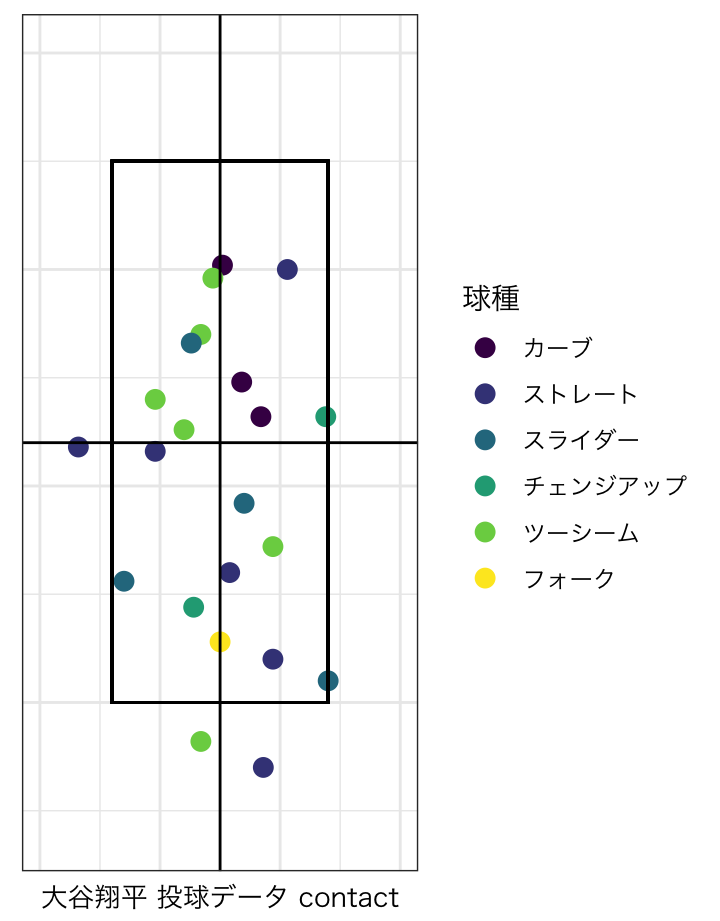 球種
カーブ
ストレート
スライダー
チェンジアップ
ツーシーム
フォーク
大谷翔平 投球データ contact